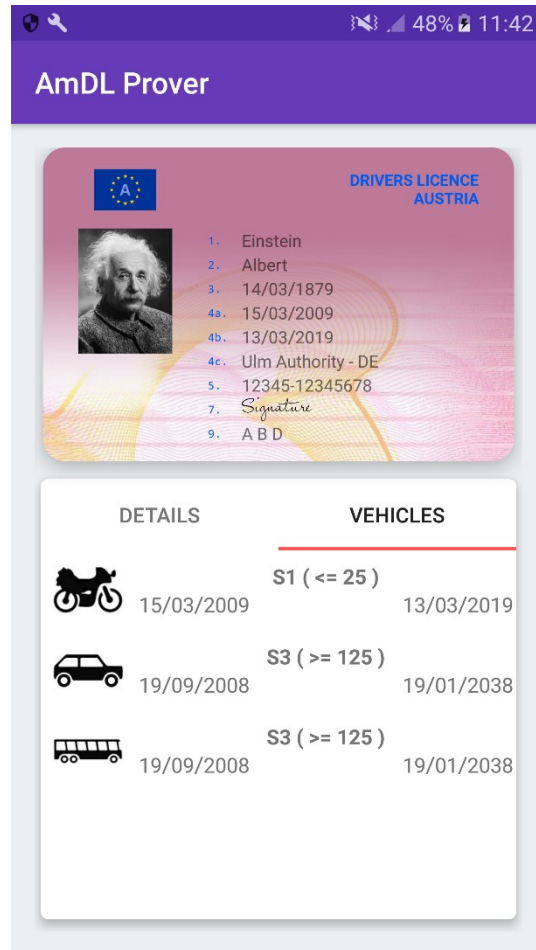 48% 11:42
AmDL Prover
A
DRIVERS LICENCE
AUSTRIA
1. Einstein
2. Albert
3. 14/03/1879
4a. 15/03/2009
4b. 13/03/2019
4c. Ulm Authority - DE
5. 12345-12345678
7. Signature
9. A B D
DETAILS VEHICLES
S1 ( <= 25 )
15/03/2009 13/03/2019
S3 ( >= 125 )
19/09/2008 19/01/2038
S3 ( >= 125 )
19/09/2008 19/01/2038